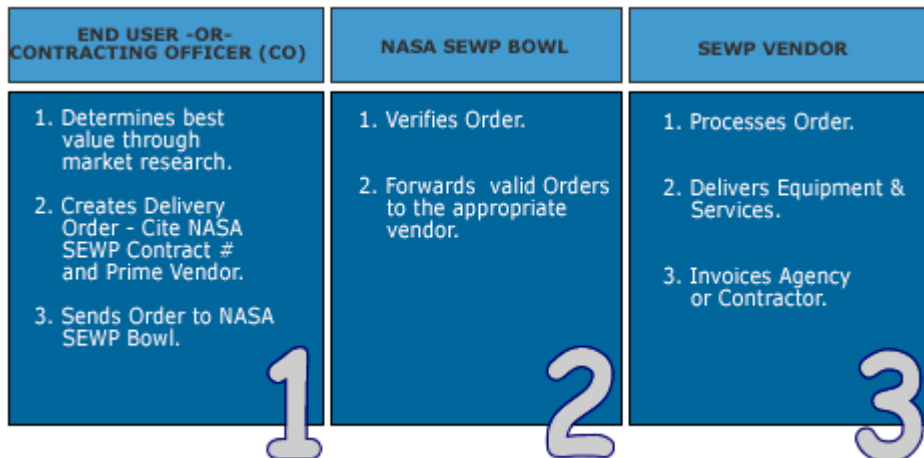 END USER -OR-
CONTRACTING OFFICER (CO)
1. Determines best
value through
market research.
2. Creates Delivery
Order - Cite NASA
SEWP Contract #
and Prime Vendor.
3. Sends Order to NASA
SEWP Bowl.
1
NASA SEWP BOWL
1. Verifies Order.
2. Forwards valid Orders
to the appropriate
vendor.
2
SEWP VENDOR
1. Processes Order.
2. Delivers Equipment &
Services.
3. Invoices Agency
or Contractor.
3